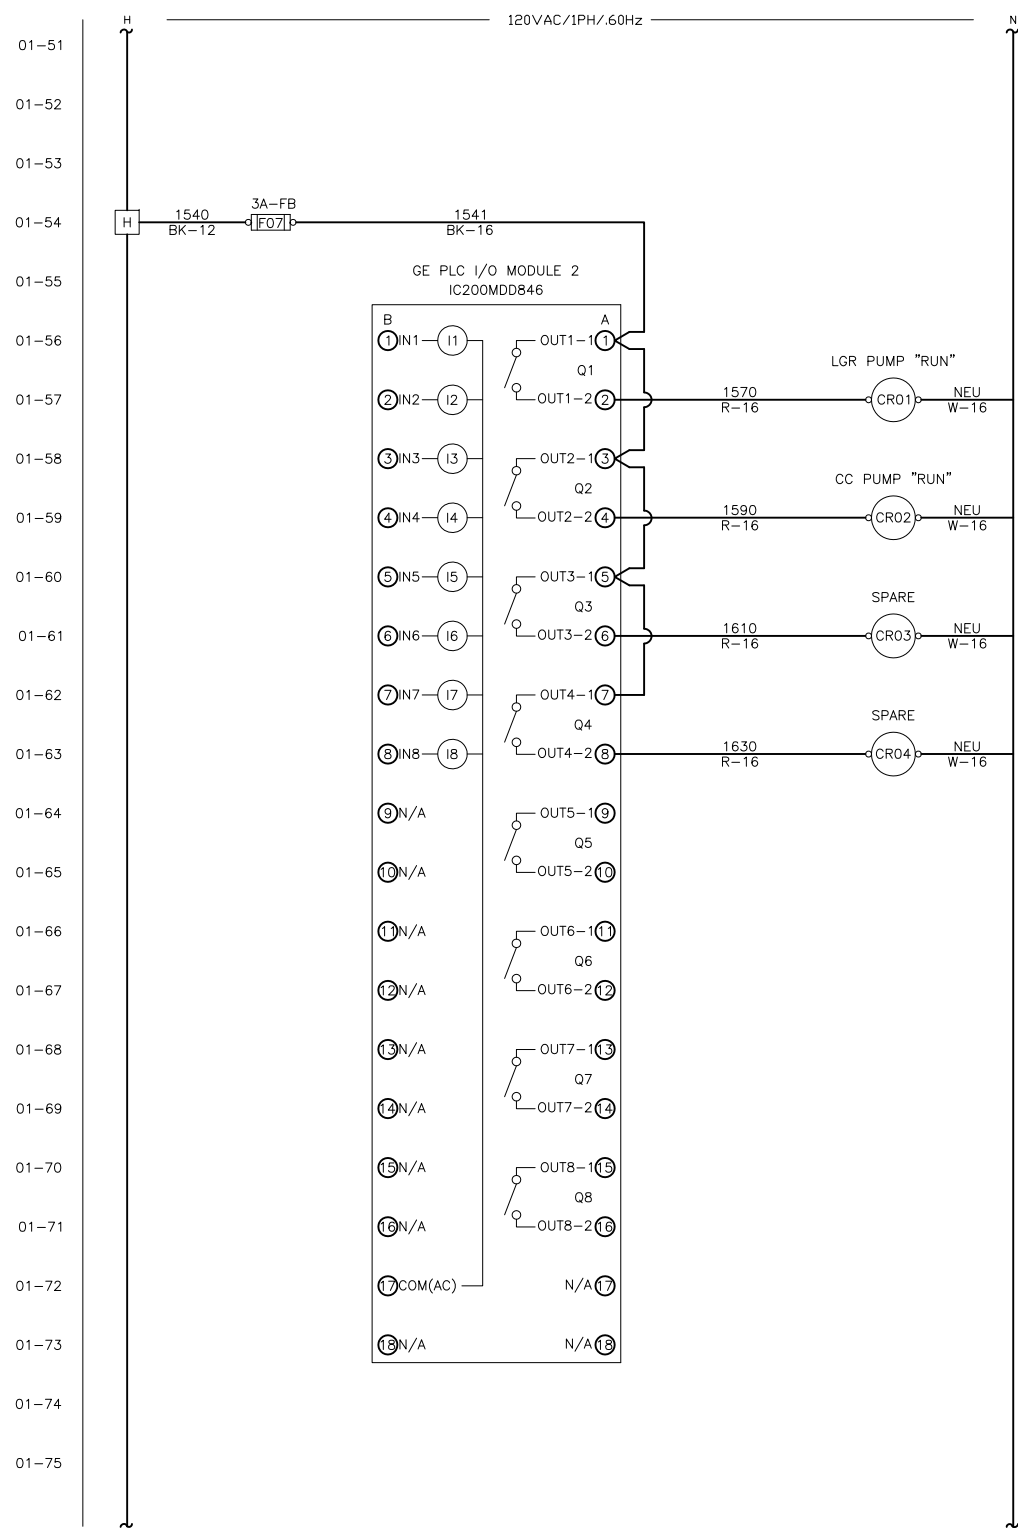 H 120VAC/1PH/.60Hz N
01-51
01-52
01-53
3A-FB
01-54 H 1540 F07 1541
BK-12 BK-16
GE PLC I/O MODULE 2
01-55
IC200MDD846
B A
01-56 1 IN1 I1 OUT1-1 1
LGR PUMP "RUN"
Q1
01-57 2 IN2 I2 OUT1-2 2 1570 CR01 NEU
R-16 W-16
01-58 3 IN3 I3 OUT2-1 3
CC PUMP "RUN"
Q2
01-59 4 IN4 I4 OUT2-2 4 1590 CR02 NEU
R-16 W-16
01-60 5 IN5 I5 OUT3-1 5
SPARE
Q3
01-61 6 IN6 I6 OUT3-2 6 1610 CR03 NEU
R-16 W-16
01-62 7 IN7 I7 OUT4-1 7
SPARE
Q4
01-63 8 IN8 I8 OUT4-2 8 1630 CR04 NEU
R-16 W-16
01-64 9 N/A OUT5-1 9
Q5
01-65 10 N/A OUT5-2 10
01-66 11 N/A OUT6-1 11
Q6
01-67 12 N/A OUT6-2 12
01-68 13 N/A OUT7-1 13
Q7
01-69 14 N/A OUT7-2 14
01-70 15 N/A OUT8-1 15
Q8
01-71 16 N/A OUT8-2 16
01-72 17 COM(AC) N/A 17
01-73 18 N/A N/A 18
01-74
01-75